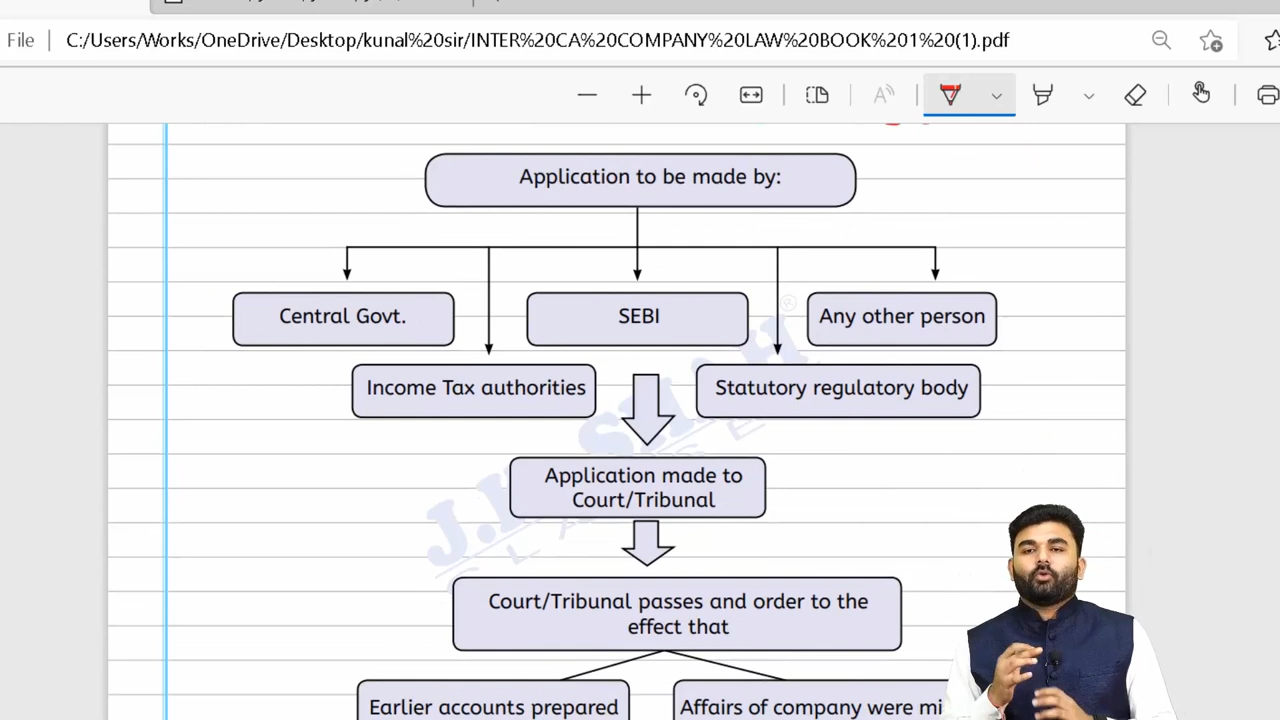 File
C:/Users/Works/OneDrive/Desktop/kunal%20sir/INTER%20CA%20COMPANY%20LAW%20BOOK%201%20(1).pdf
Application to be made by:
Central Govt.
SEBI
Any other person
Income Tax authorities
Statutory regulatory body
Application made to
Court/Tribunal
Court/Tribunal passes and order to the
effect that
Earlier accounts prepared
Affairs of company were mi
J.K. SHAH ®
CLASSES